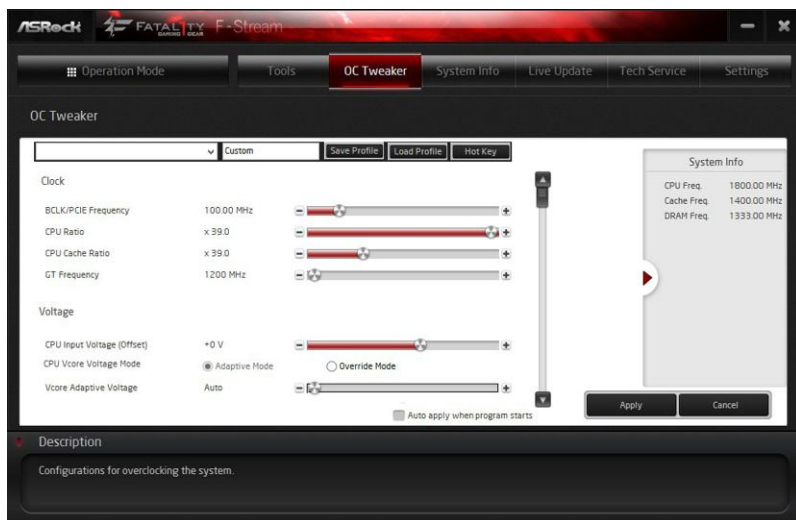 ASRock FATAL1TY GAMING GEAR F-Stream
Operation Mode Tools OC Tweaker System Info Live Update Tech Service Settings
OC Tweaker
Custom Save Profile Load Profile Hot Key
Clock
BCLK/PCIE Frequency 100.00 MHz
CPU Ratio x 39.0
CPU Cache Ratio x 39.0
GT Frequency 1200 MHz
Voltage
CPU Input Voltage (Offset) +0 V
CPU Vcore Voltage Mode Adaptive Mode Override Mode
Vcore Adaptive Voltage Auto
Auto apply when program starts
System Info
CPU Freq. 1800.00 MHz
Cache Freq. 1400.00 MHz
DRAM Freq. 1333.00 MHz
Apply Cancel
Description
Configurations for overclocking the system.